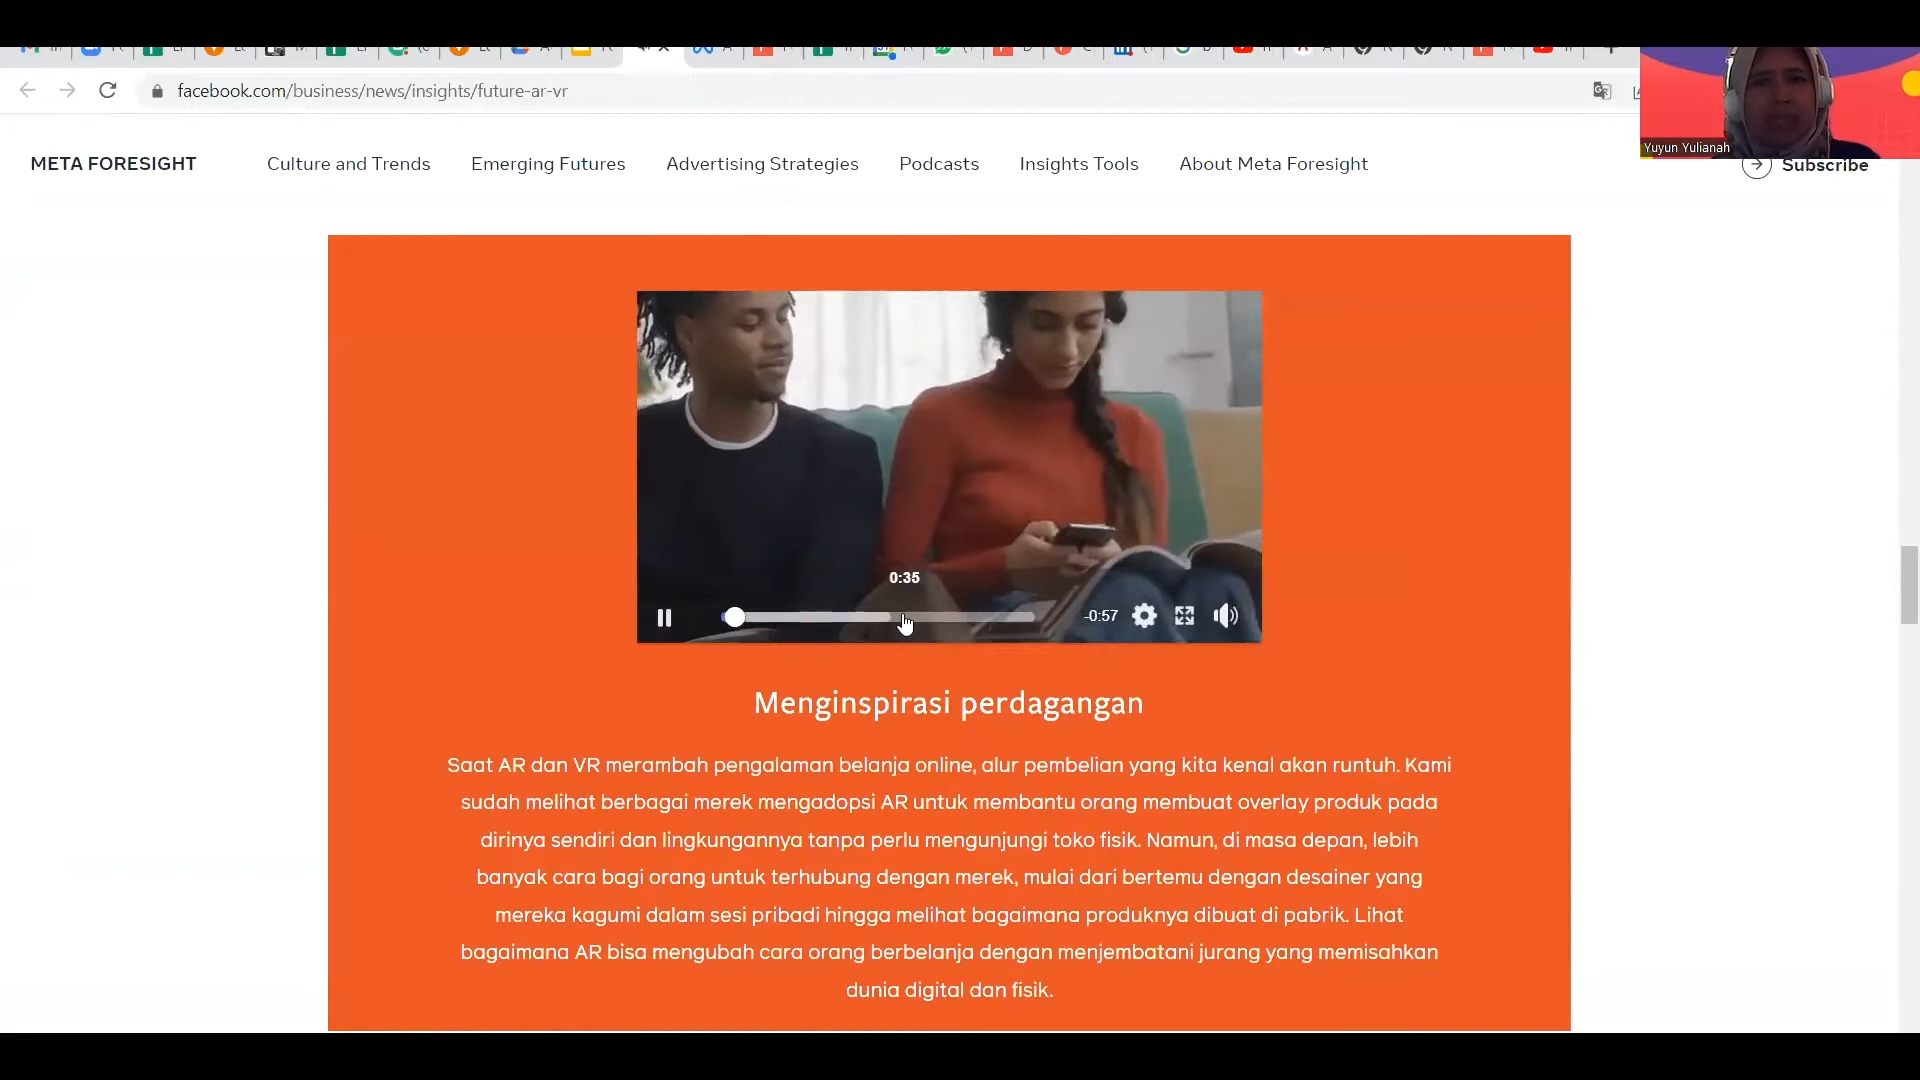 facebook.com/business/news/insights/future-ar-vr
Yuyun Yulianah
META FORESIGHT Culture and Trends Emerging Futures Advertising Strategies Podcasts Insights Tools About Meta Foresight Subscribe
0:35
-0:57
Menginspirasi perdagangan
Saat AR dan VR merambah pengalaman belanja online, alur pembelian yang kita kenal akan runtuh. Kami
sudah melihat berbagai merek mengadopsi AR untuk membantu orang membuat overlay produk pada
dirinya sendiri dan lingkungannya tanpa perlu mengunjungi toko fisik. Namun, di masa depan, lebih
banyak cara bagi orang untuk terhubung dengan merek, mulai dari bertemu dengan desainer yang
mereka kagumi dalam sesi pribadi hingga melihat bagaimana produknya dibuat di pabrik. Lihat
bagaimana AR bisa mengubah cara orang berbelanja dengan menjembatani jurang yang memisahkan
dunia digital dan fisik.